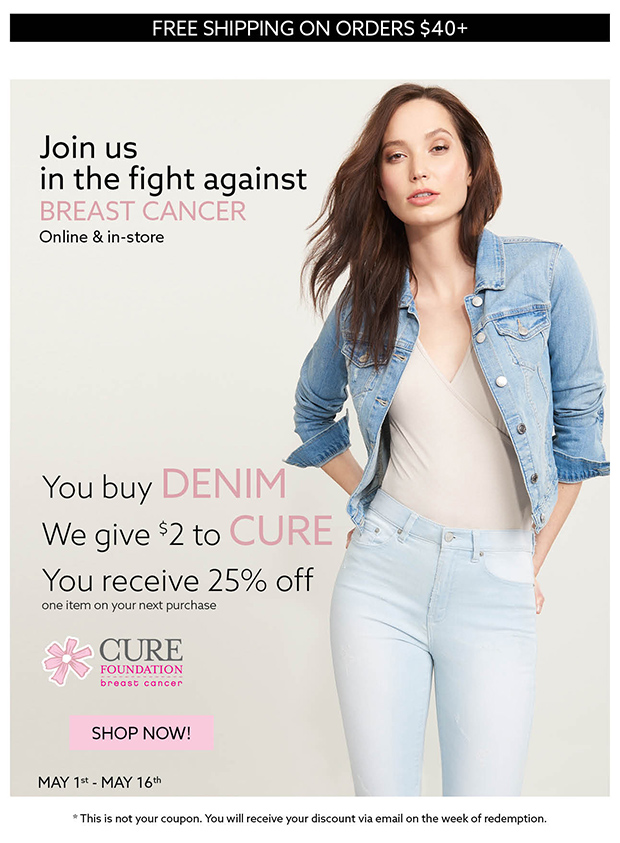 FREE SHIPPING ON ORDERS $40+
Join us
in the fight against
BREAST CANCER
Online & in-store
You buy DENIM
We give $2 to CURE
You receive 25% off
one item on your next purchase
CURE
FOUNDATION
breast cancer
SHOP NOW!
MAY 1st - MAY 16th
* This is not your coupon. You will receive your discount via email on the week of redemption.